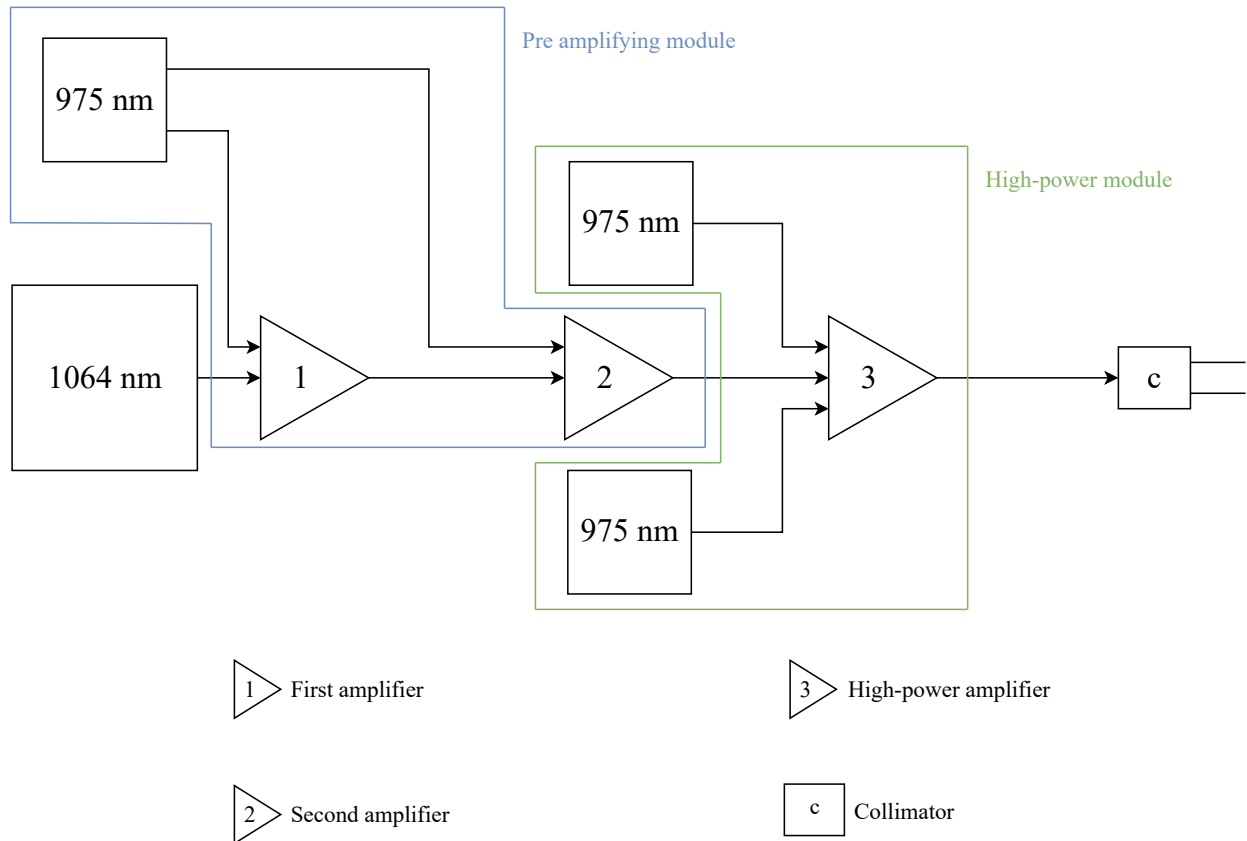 Pre amplifying module
975 nm
High-power module
975 nm
1064 nm
1
2
3
c
975 nm
1 First amplifier
3 High-power amplifier
2 Second amplifier
c Collimator